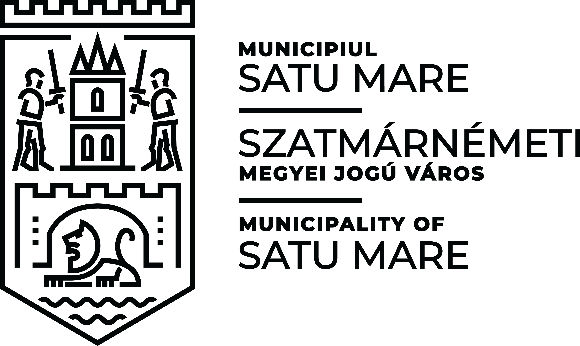 MUNICIPIUL
SATU MARE
SZATMÁRNÉMETI
MEGYEI JOGÚ VÁROS
MUNICIPALITY OF
SATU MARE